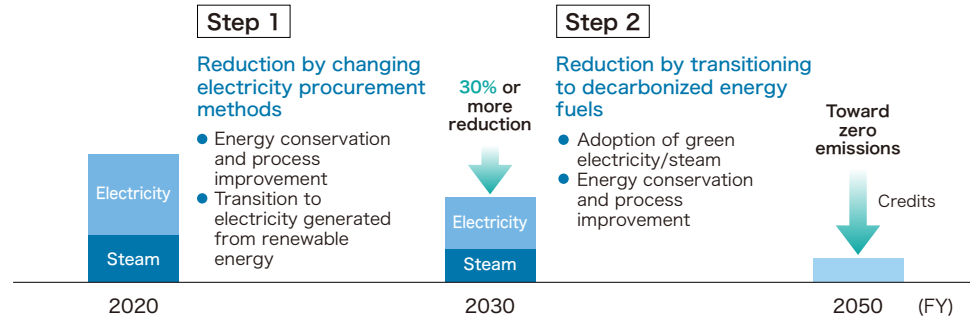 Step 1
Reduction by changing
electricity procurement
methods
● Energy conservation
and process
improvement
● Transition to
electricity generated
from renewable
energy
Electricity
Steam
2020
30% or
more
reduction
Electricity
Steam
2030
Step 2
Reduction by transitioning
to decarbonized energy
fuels
● Adoption of green
electricity/steam
● Energy conservation
and process
improvement
Toward
zero
emissions
Credits
2050
(FY)